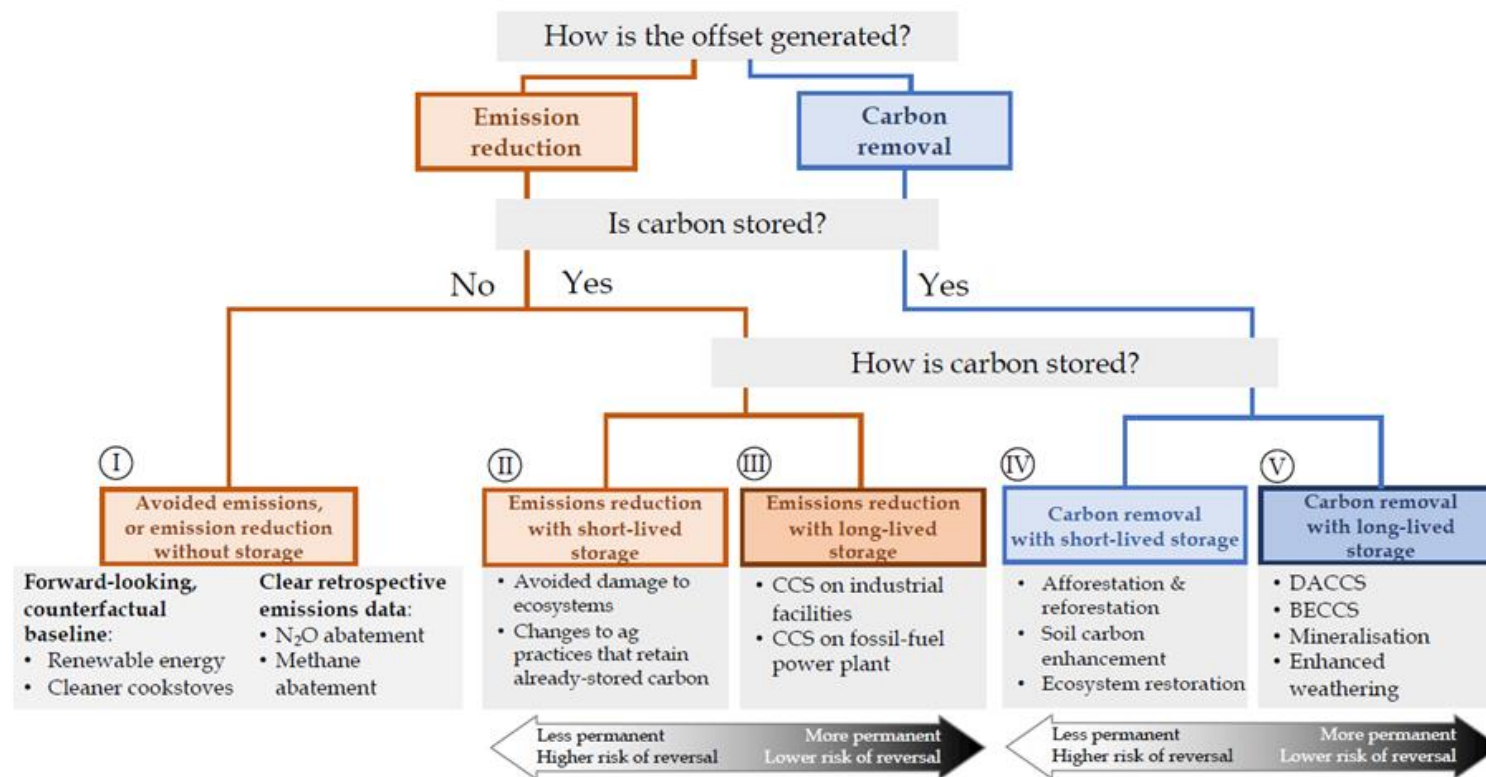 How is the offset generated?
Emission
reduction
Carbon
removal
Is carbon stored?
No
Yes
Yes
How is carbon stored?
I
Avoided emissions,
or emission reduction
without storage
Forward-looking,
counterfactual
baseline:
• Renewable energy
• Cleaner cookstoves
Clear retrospective
emissions data:
• N₂O abatement
• Methane
abatement
II
Emissions reduction
with short-lived
storage
• Avoided damage to
ecosystems
• Changes to ag
practices that retain
already-stored carbon
III
Emissions reduction
with long-lived
storage
• CCS on industrial
facilities
• CCS on fossil-fuel
power plant
IV
Carbon removal
with short-lived storage
• Afforestation &
reforestation
• Soil carbon
enhancement
• Ecosystem restoration
V
Carbon removal
with long-lived
storage
• DACCS
• BECCS
• Mineralisation
• Enhanced
weathering
Less permanent
Higher risk of reversal
More permanent
Lower risk of reversal
Less permanent
Higher risk of reversal
More permanent
Lower risk of reversal